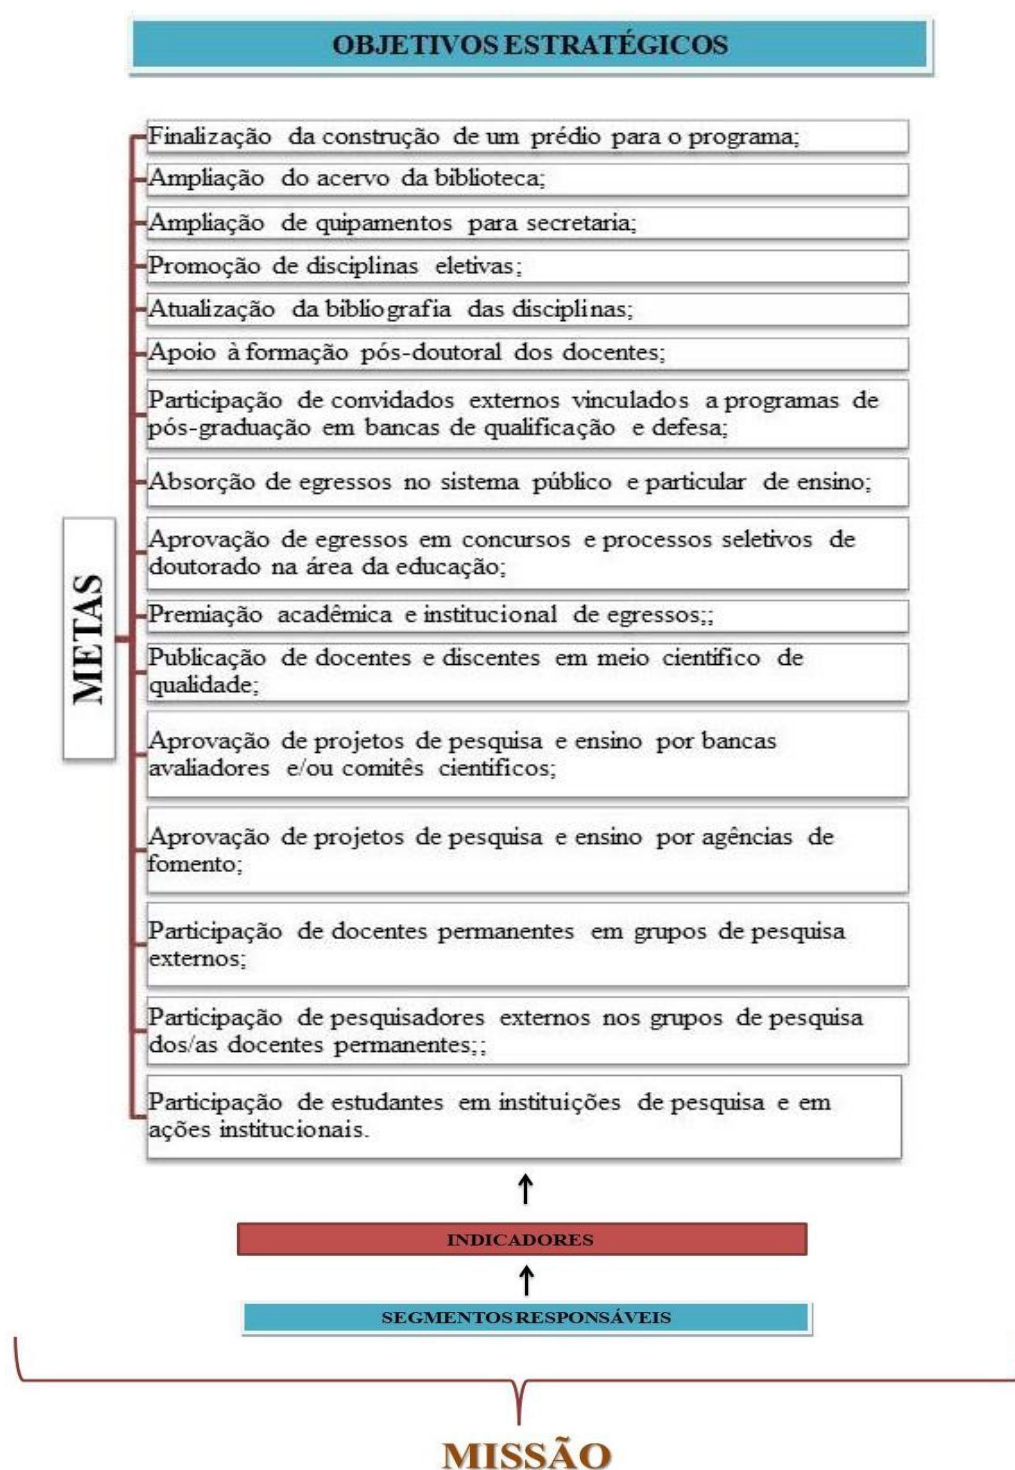 OBJETIVOS ESTRATÉGICOS
Finalização da construção de um prédio para o programa;
Ampliação do acervo da biblioteca;
Ampliação de quipamentos para secretaria;
Promoção de disciplinas eletivas;
Atualização da bibliografia das disciplinas;
Apoio à formação pós-doutoral dos docentes;
Participação de convidados externos vinculados a programas de
pós-graduação em bancas de qualificação e defesa;
Absorção de egressos no sistema público e particular de ensino;
Aprovação de egressos em concursos e processos seletivos de
doutorado na área da educação;
METAS
Premiação acadêmica e institucional de egressos;;
Publicação de docentes e discentes em meio científico de
qualidade;
Aprovação de projetos de pesquisa e ensino por bancas
avaliadores e/ou comitês científicos;
Aprovação de projetos de pesquisa e ensino por agências de
fomento;
Participação de docentes permanentes em grupos de pesquisa
externos;
Participação de pesquisadores externos nos grupos de pesquisa
dos/as docentes permanentes;;
Participação de estudantes em instituições de pesquisa e em
ações institucionais.
INDICADORES
SEGMENTOS RESPONSÁVEIS
MISSÃO